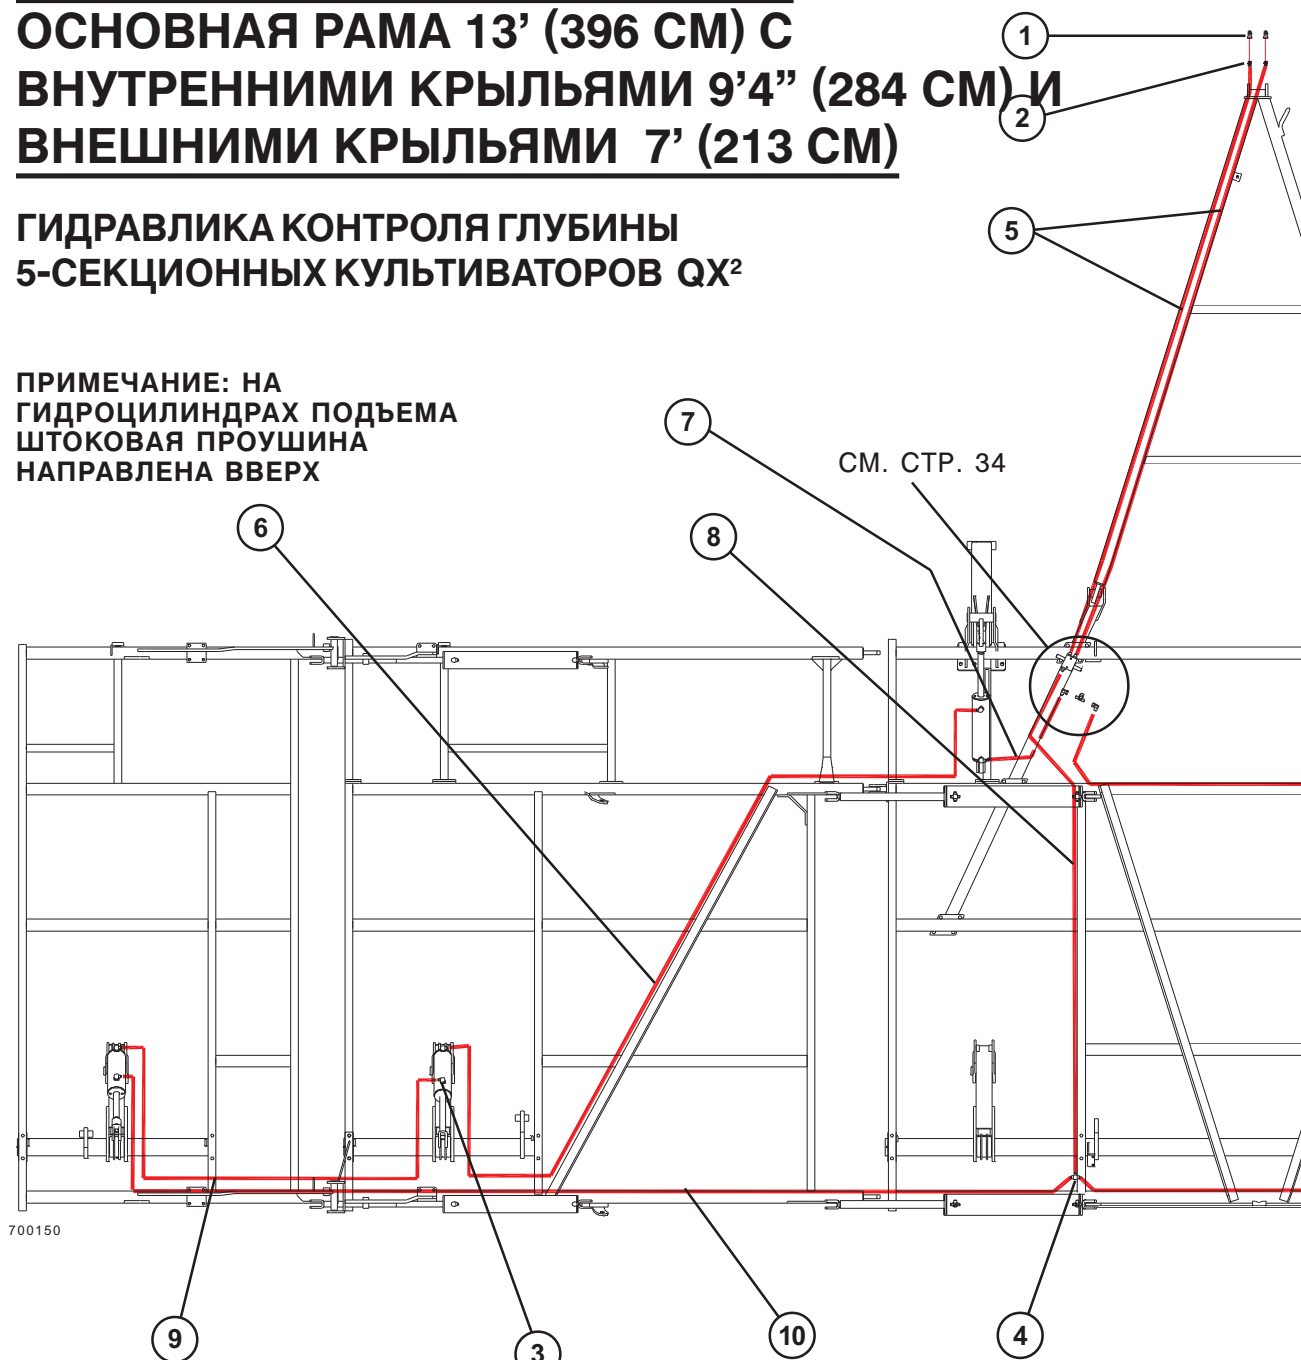 ОСНОВНАЯ РАМА 13’ (396 СМ) С
ВНУТРЕННИМИ КРЫЛЬЯМИ 9’4” (284 СМ) И
ВНЕШНИМИ КРЫЛЬЯМИ 7’ (213 СМ)
ГИДРАВЛИКА КОНТРОЛЯ ГЛУБИНЫ
5-СЕКЦИОННЫХ КУЛЬТИВАТОРОВ QX²
ПРИМЕЧАНИЕ: НА
ГИДРОЦИЛИНДРАХ ПОДЪЕМА
ШТОКОВАЯ ПРОУШИНА
НАПРАВЛЕНА ВВЕРХ
1
2
5
7
СМ. СТР. 34
6
8
700150
9
3
10
4